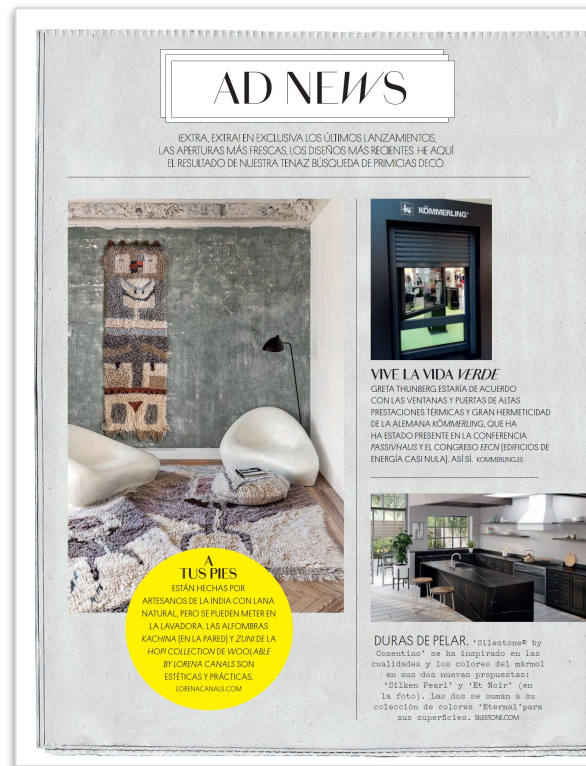 AD NEWS
¡EXTRA, EXTRA! EN EXCLUSIVA LOS ÚLTIMOS LANZAMIENTOS,
LAS APERTURAS MÁS FRESCAS, LOS DISEÑOS MÁS RECIENTES. HE AQUÍ
EL RESULTADO DE NUESTRA TENAZ BÚSQUEDA DE PRIMICIAS DECÓ.
A
TUS PIES
ESTÁN HECHAS POR
ARTESANOS DE LA INDIA CON LANA
NATURAL, PERO SE PUEDEN METER EN
LA LAVADORA. LAS ALFOMBRAS
KACHINA [EN LA PARED] Y ZUNI DE LA
HOPI COLLECTION DE WOOLABLE
BY LORENA CANALS SON
ESTÉTICAS Y PRÁCTICAS.
LORENACANALS.COM
KÖMMERLING
VIVE LA VIDA VERDE
GRETA THUNBERG ESTARÍA DE ACUERDO
CON LAS VENTANAS Y PUERTAS DE ALTAS
PRESTACIONES TÉRMICAS Y GRAN HERMETICIDAD
DE LA ALEMANA KÖMMERLING, QUE HA
HA ESTADO PRESENTE EN LA CONFERENCIA
PASSIVHAUS Y EL CONGRESO EECN [EDIFICIOS DE
ENERGÍA CASI NULA]. ASÍ SÍ. KOMMERLING.ES
DURAS DE PELAR. 'Silestone® by
Cosentino' se ha inspirado en las
cualidades y los colores del mármol
en sus dos nuevas propuestas:
'Silken Pearl' y 'Et Noir' (en
la foto). Las dos se suman a su
colección de colores 'Eternal'para
sus superficies. SILESTONE.COM